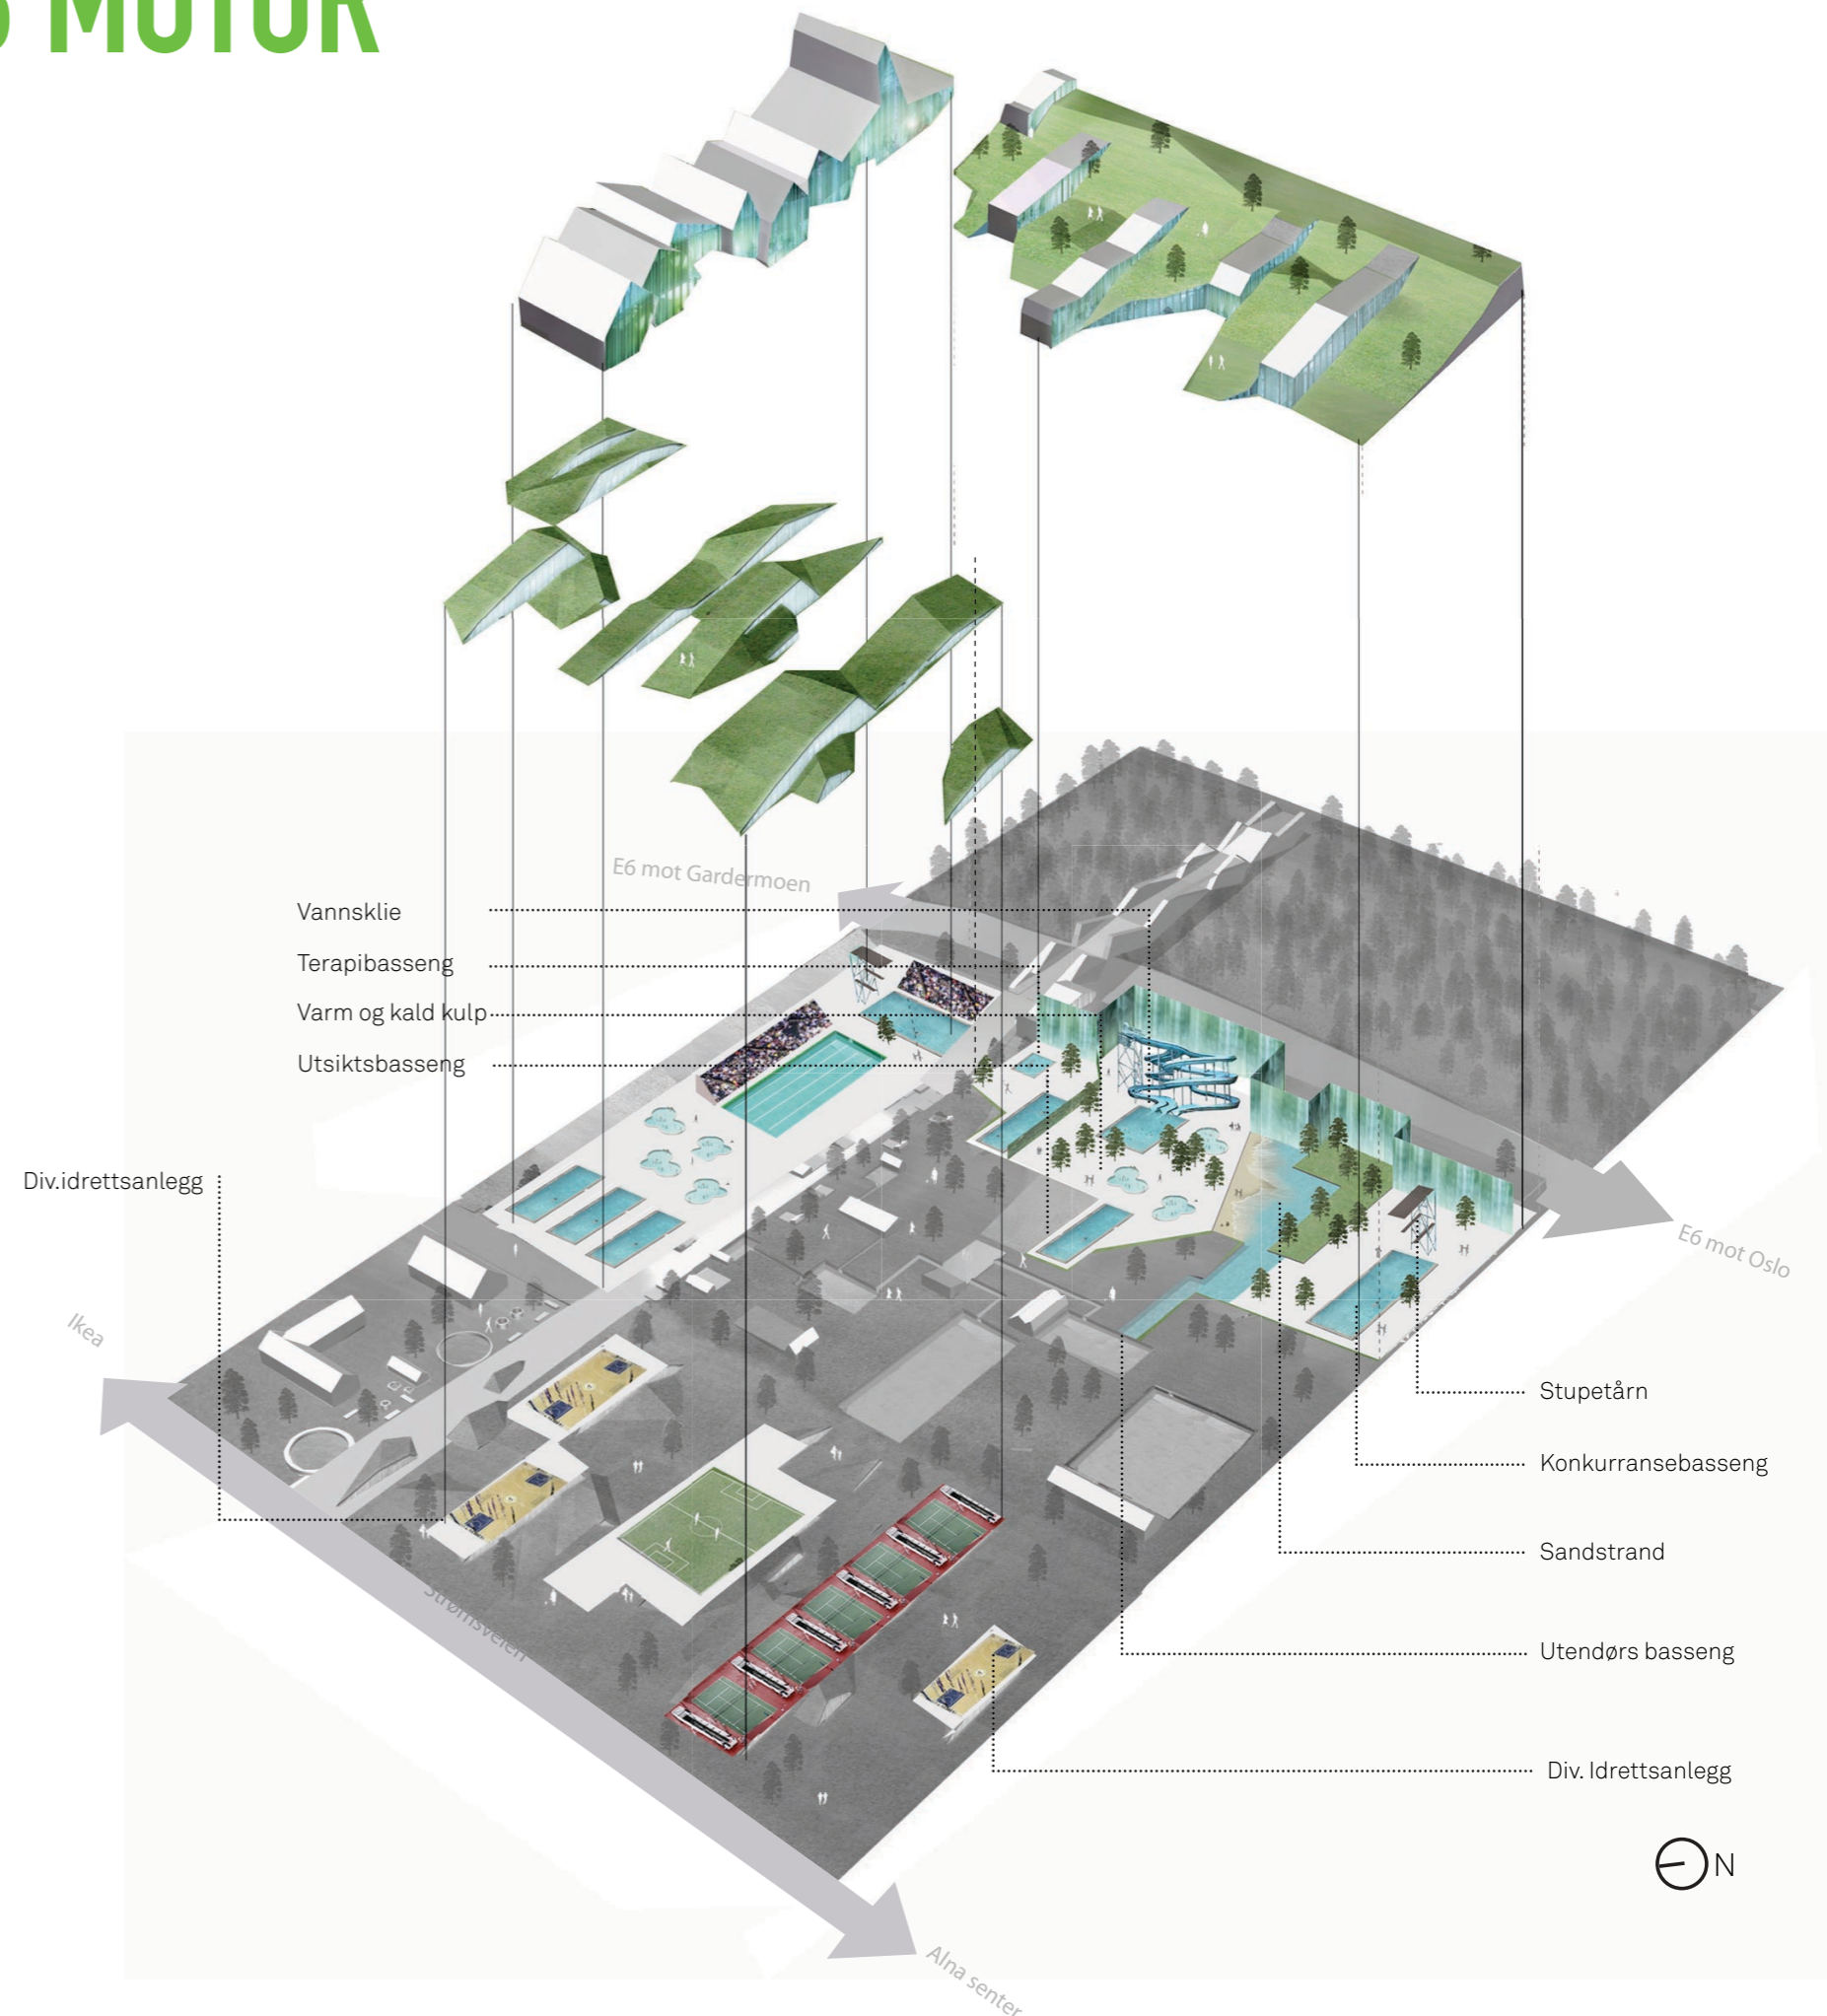 MOTOR
E6 mot Gardermoen
Vannsklie
Terapibasseng
Varm og kald kulp
Utsiktsbasseng
Div.idrettsanlegg
E6 mot Oslo
Ikea
Stupetårn
Konkurransebasseng
Sandstrand
Strømsveien
Utendørs basseng
Div. Idrettsanlegg
N
Alna senter